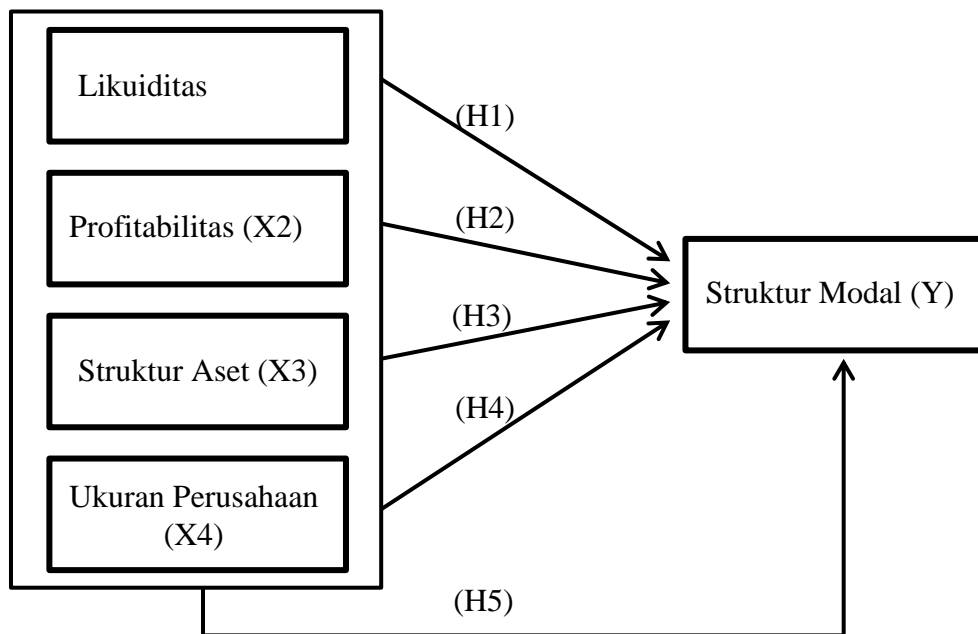 Likuiditas
(H1)
Profitabilitas (X2)
(H2)
Struktur Modal (Y)
(H3)
Struktur Aset (X3)
(H4)
Ukuran Perusahaan
(X4)
(H5)